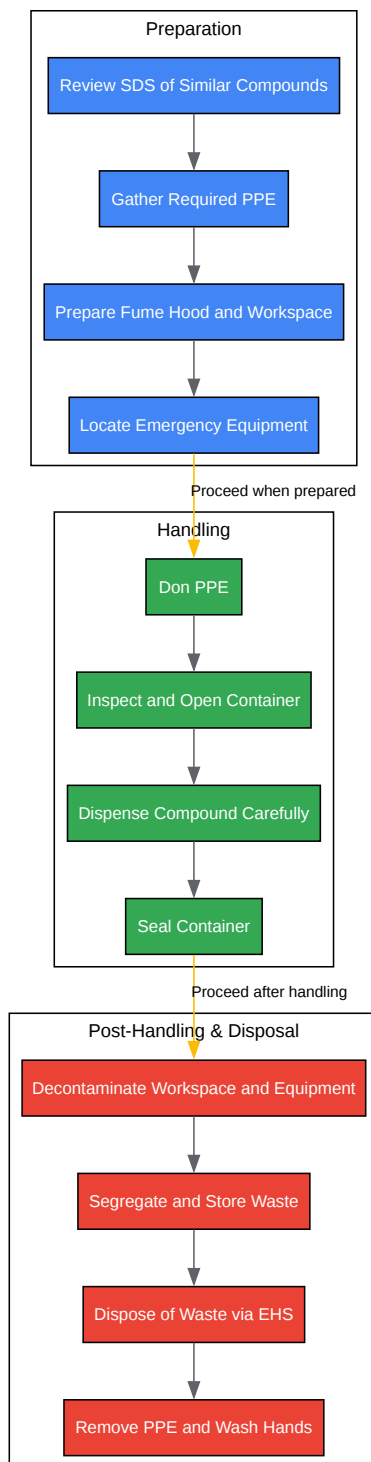 Preparation
Review SDS of Similar Compounds
Gather Required PPE
Prepare Fume Hood and Workspace
Locate Emergency Equipment
Proceed when prepared
Handling
Don PPE
Inspect and Open Container
Dispense Compound Carefully
Seal Container
Proceed after handling
Post-Handling & Disposal
Decontaminate Workspace and Equipment
Segregate and Store Waste
Dispose of Waste via EHS
Remove PPE and Wash Hands